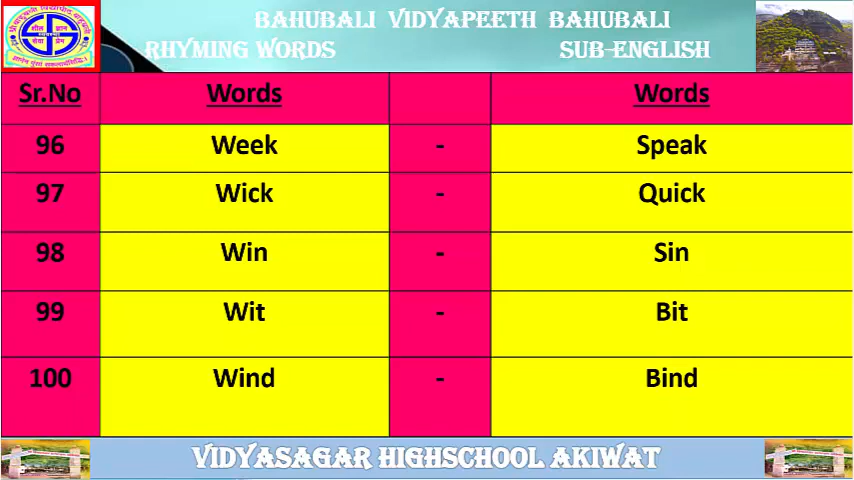 BAHUBALI VIDYAPEETH BAHUBALI
RHYMING WORDS SUB-ENGLISH
Sr.No Words Words
96 Week - Speak
97 Wick - Quick
98 Win - Sin
99 Wit - Bit
100 Wind - Bind
VIDYASAGAR HIGHSCHOOL AKIWAT